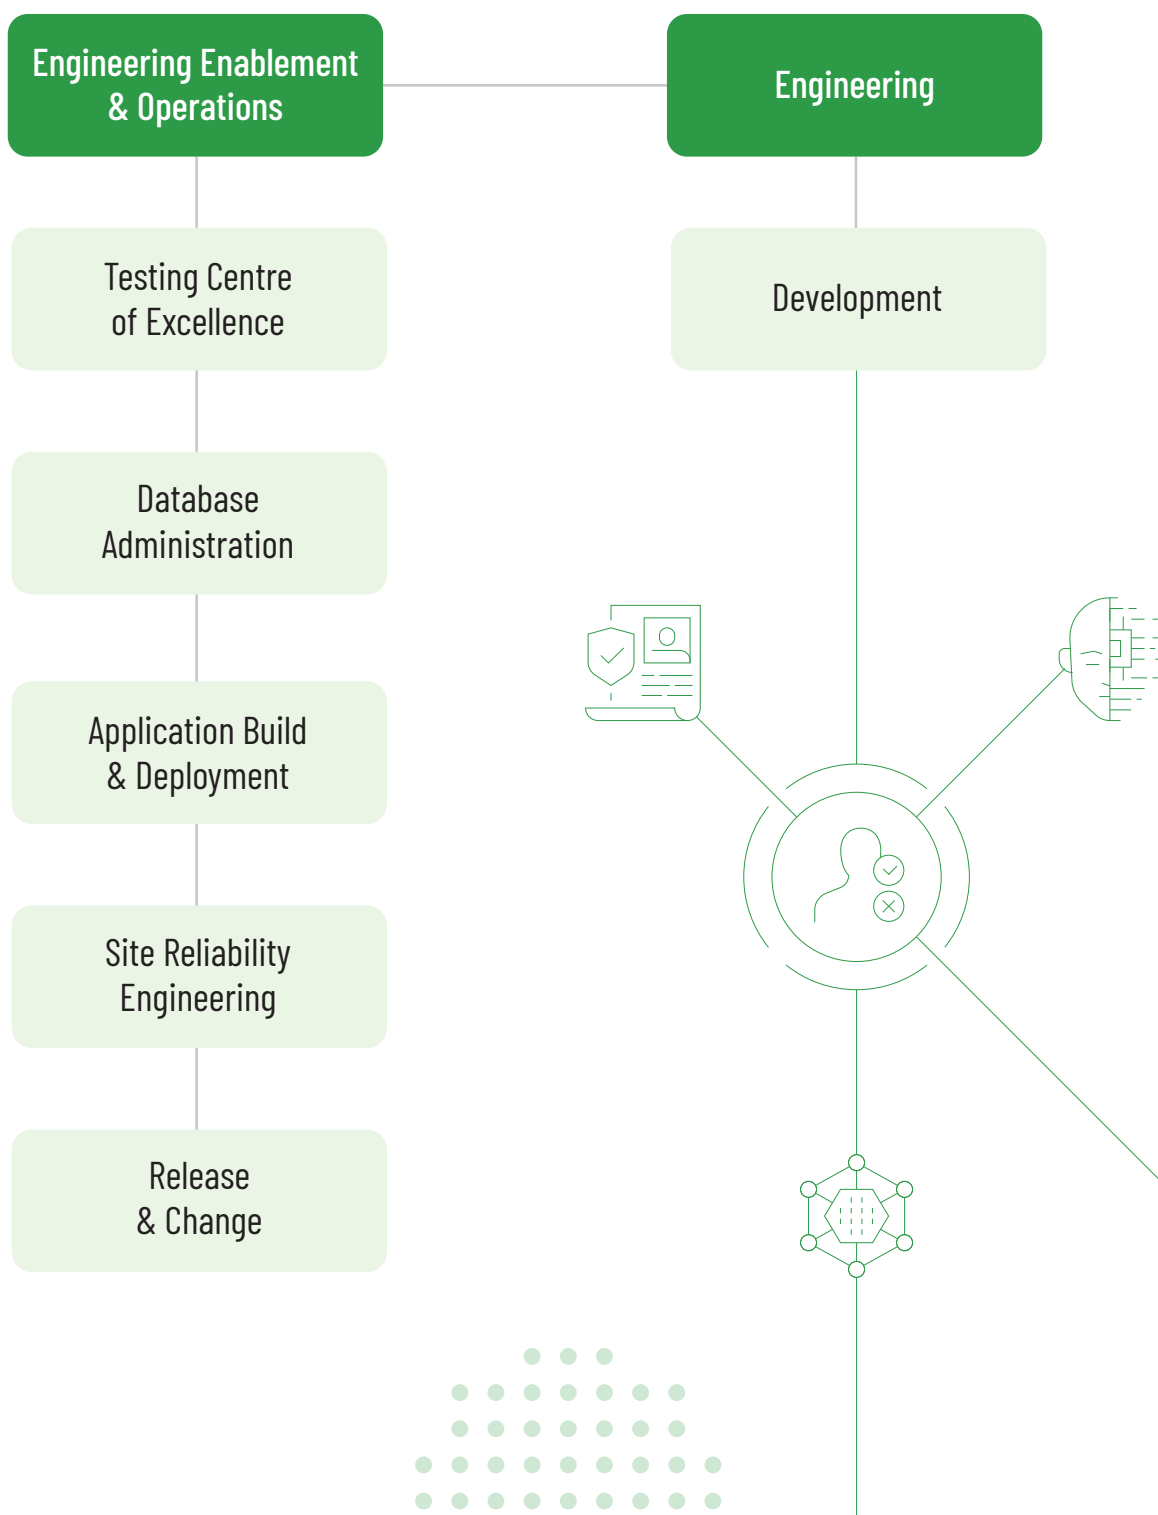 Engineering Enablement
& Operations
Engineering
Testing Centre
of Excellence
Development
Database
Administration
Application Build
& Deployment
Site Reliability
Engineering
Release
& Change